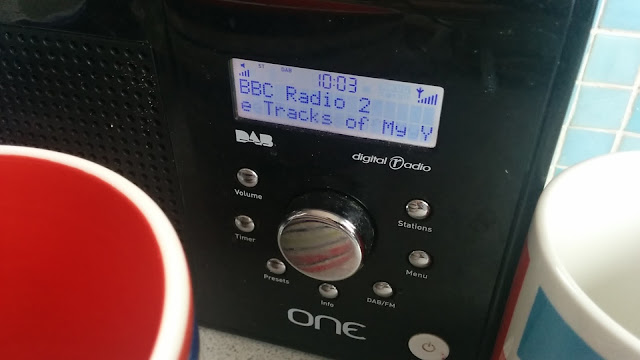 ST DAB
10:03
BBC Radio 2
e Tracks of My Y
DAB
digital radio
Volume
Stations
Timer
Menu
Presets
Info
DAB/FM
one